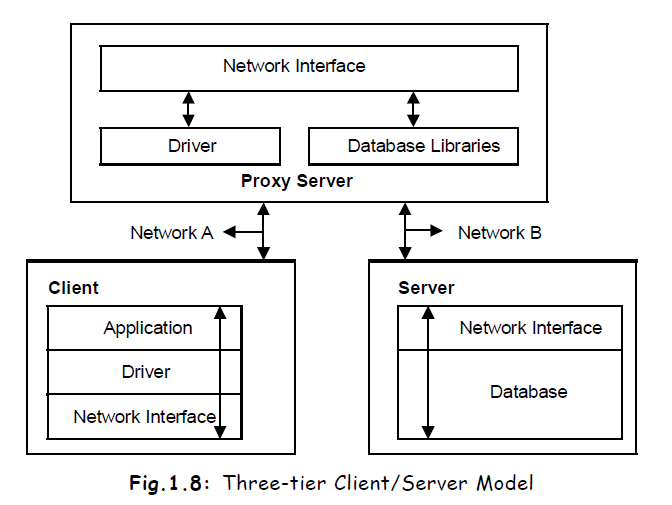 Network Interface
Driver
Database Libraries
Proxy Server
Network A
Network B
Client
Application
Driver
Network Interface
Server
Network Interface
Database
Fig.1.8: Three-tier Client/Server Model